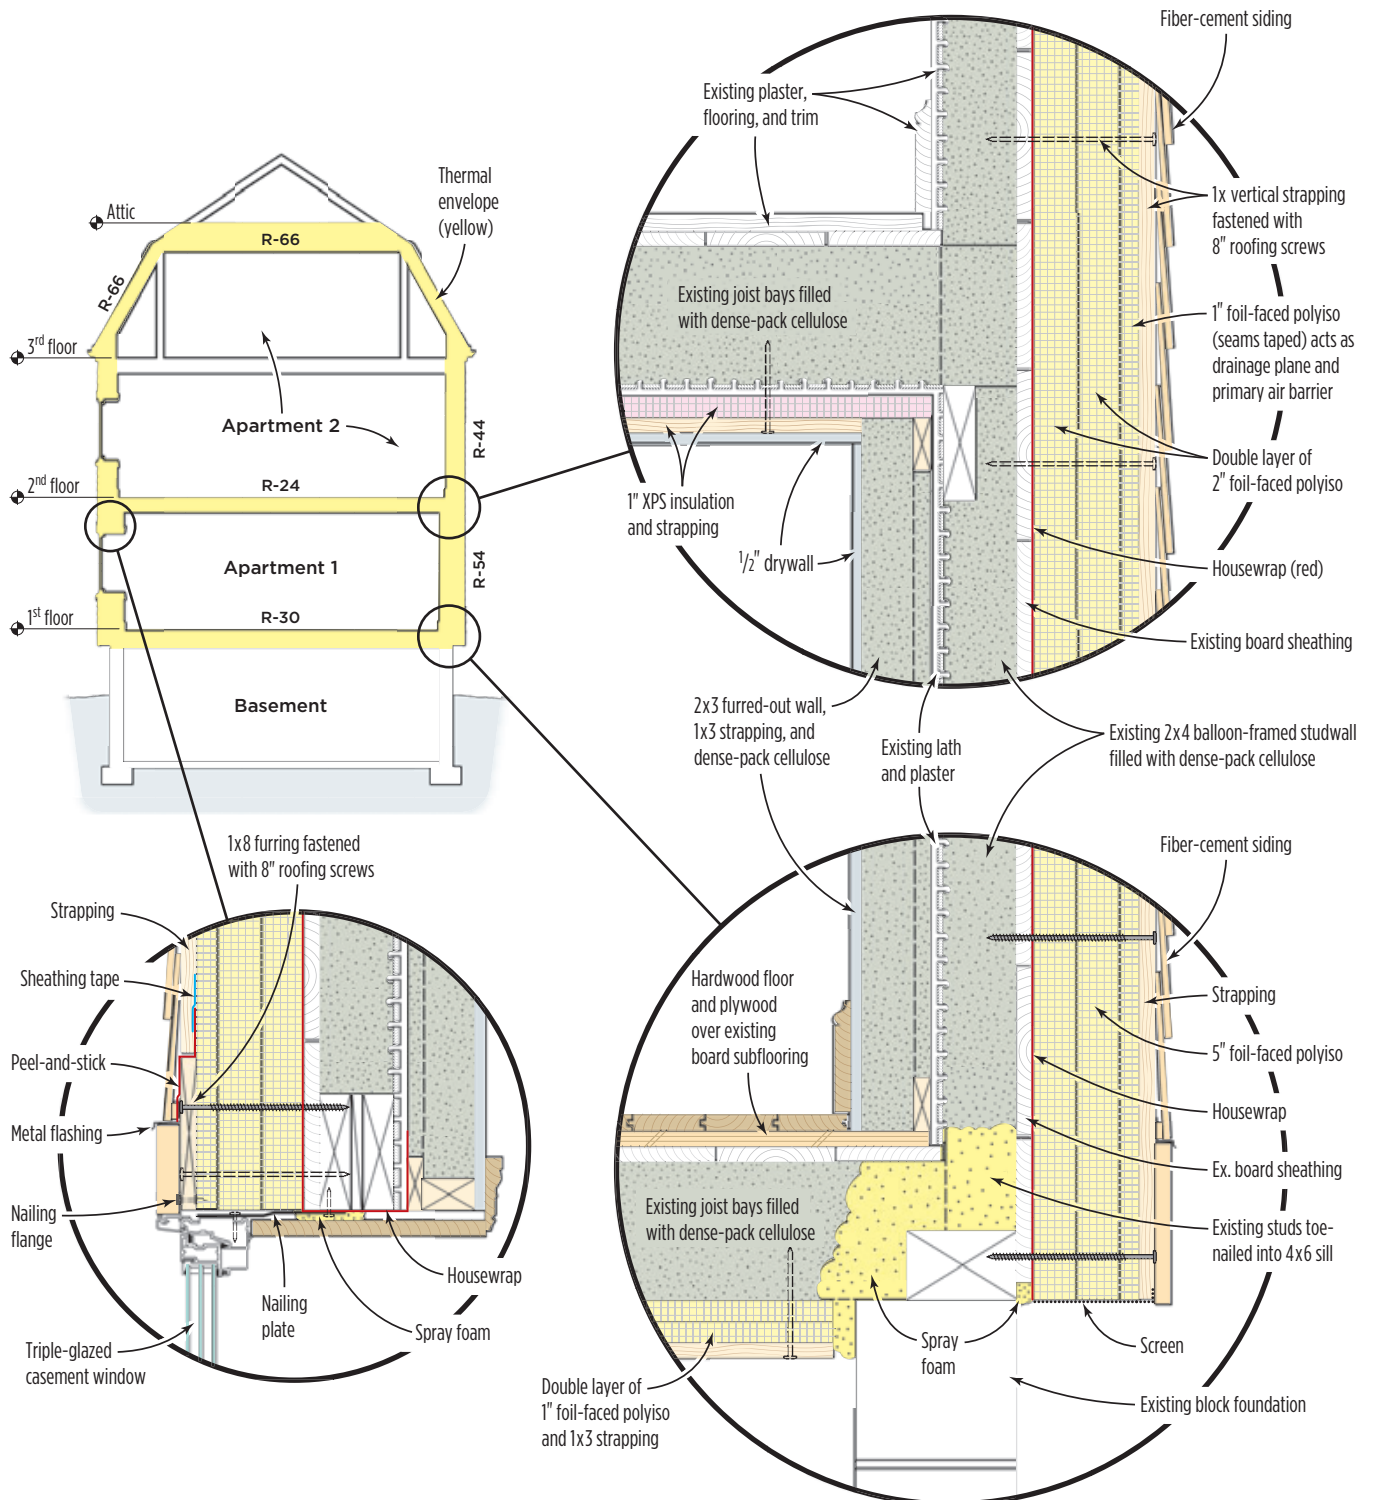 Attic
R-66
R-66
Thermal
envelope
(yellow)
3rd floor
Apartment 2
R-44
2nd floor
R-24
Apartment 1
R-54
1st floor
R-30
Basement
Fiber-cement siding
Existing plaster,
flooring, and trim
1x vertical strapping
fastened with
8" roofing screws
Existing joist bays filled
with dense-pack cellulose
1" foil-faced polyiso
(seams taped) acts as
drainage plane and
primary air barrier
Double layer of
2" foil-faced polyiso
1" XPS insulation
and strapping
1/2" drywall
Housewrap (red)
Existing board sheathing
2x3 furred-out wall,
1x3 strapping, and
dense-pack cellulose
Existing lath
and plaster
Existing 2x4 balloon-framed studwall
filled with dense-pack cellulose
1x8 furring fastened
with 8" roofing screws
Strapping
Sheathing tape
Peel-and-stick
Metal flashing
Nailing
flange
Triple-glazed
casement window
Nailing
plate
Spray foam
Housewrap
Fiber-cement siding
Hardwood floor
and plywood
over existing
board subflooring
Strapping
5" foil-faced polyiso
Housewrap
Ex. board sheathing
Existing joist bays filled
with dense-pack cellulose
Existing studs toe-
nailed into 4x6 sill
Spray
foam
Screen
Double layer of
1" foil-faced polyiso
and 1x3 strapping
Existing block foundation